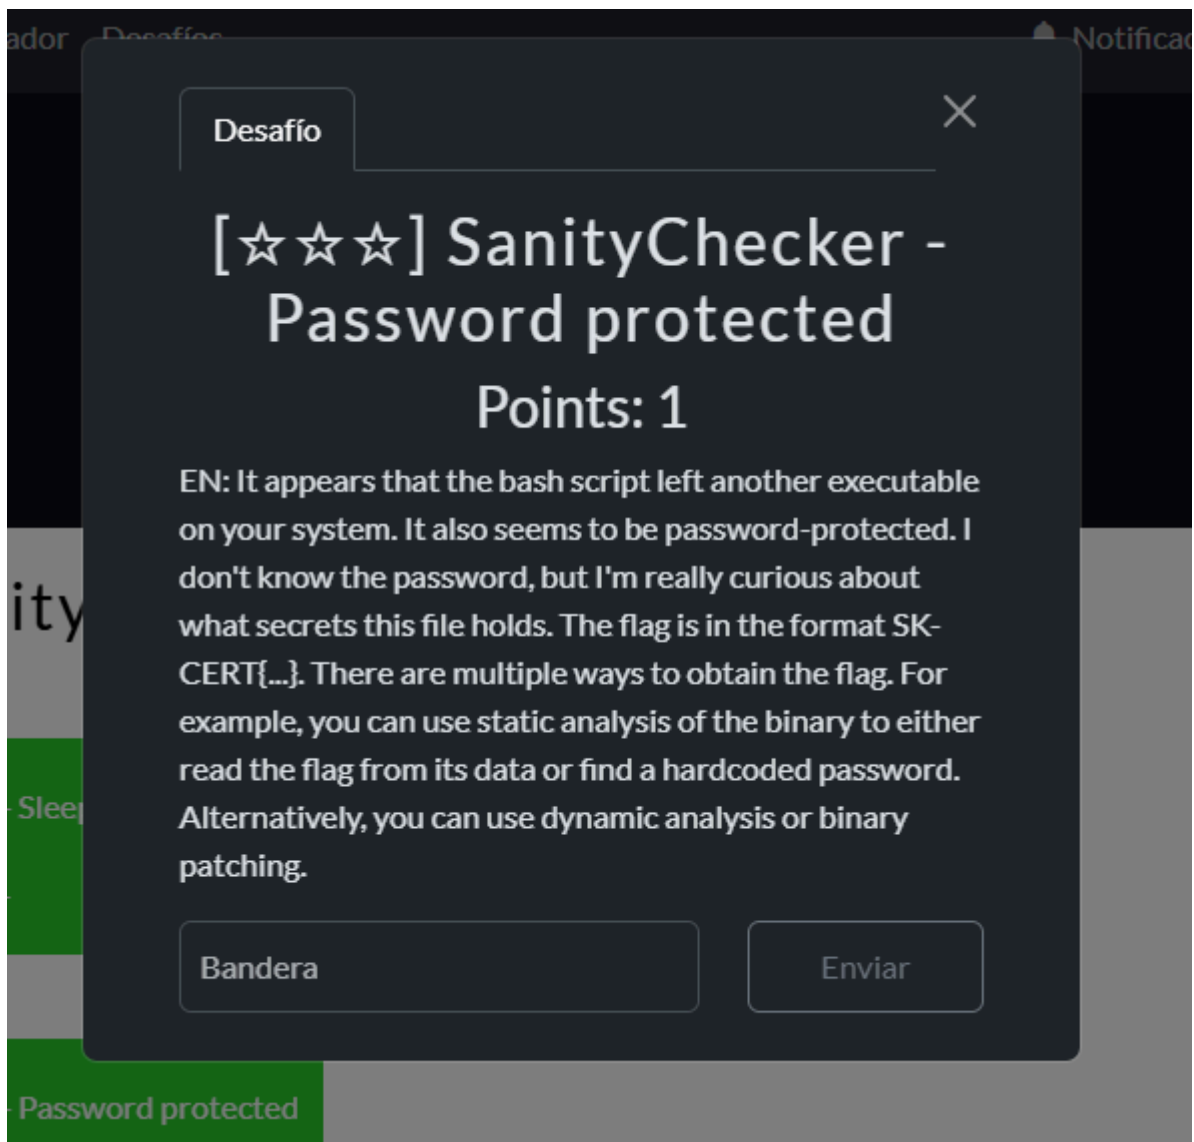 ador Desafíos Notificac
Desafío
[☆☆☆] SanityChecker -
Password protected
Points: 1
EN: It appears that the bash script left another executable
on your system. It also seems to be password-protected. I
don't know the password, but I'm really curious about
what secrets this file holds. The flag is in the format SK-
CERT{...}. There are multiple ways to obtain the flag. For
example, you can use static analysis of the binary to either
read the flag from its data or find a hardcoded password.
Alternatively, you can use dynamic analysis or binary
patching.
Bandera Enviar
ity
- Sleep
- Password protected